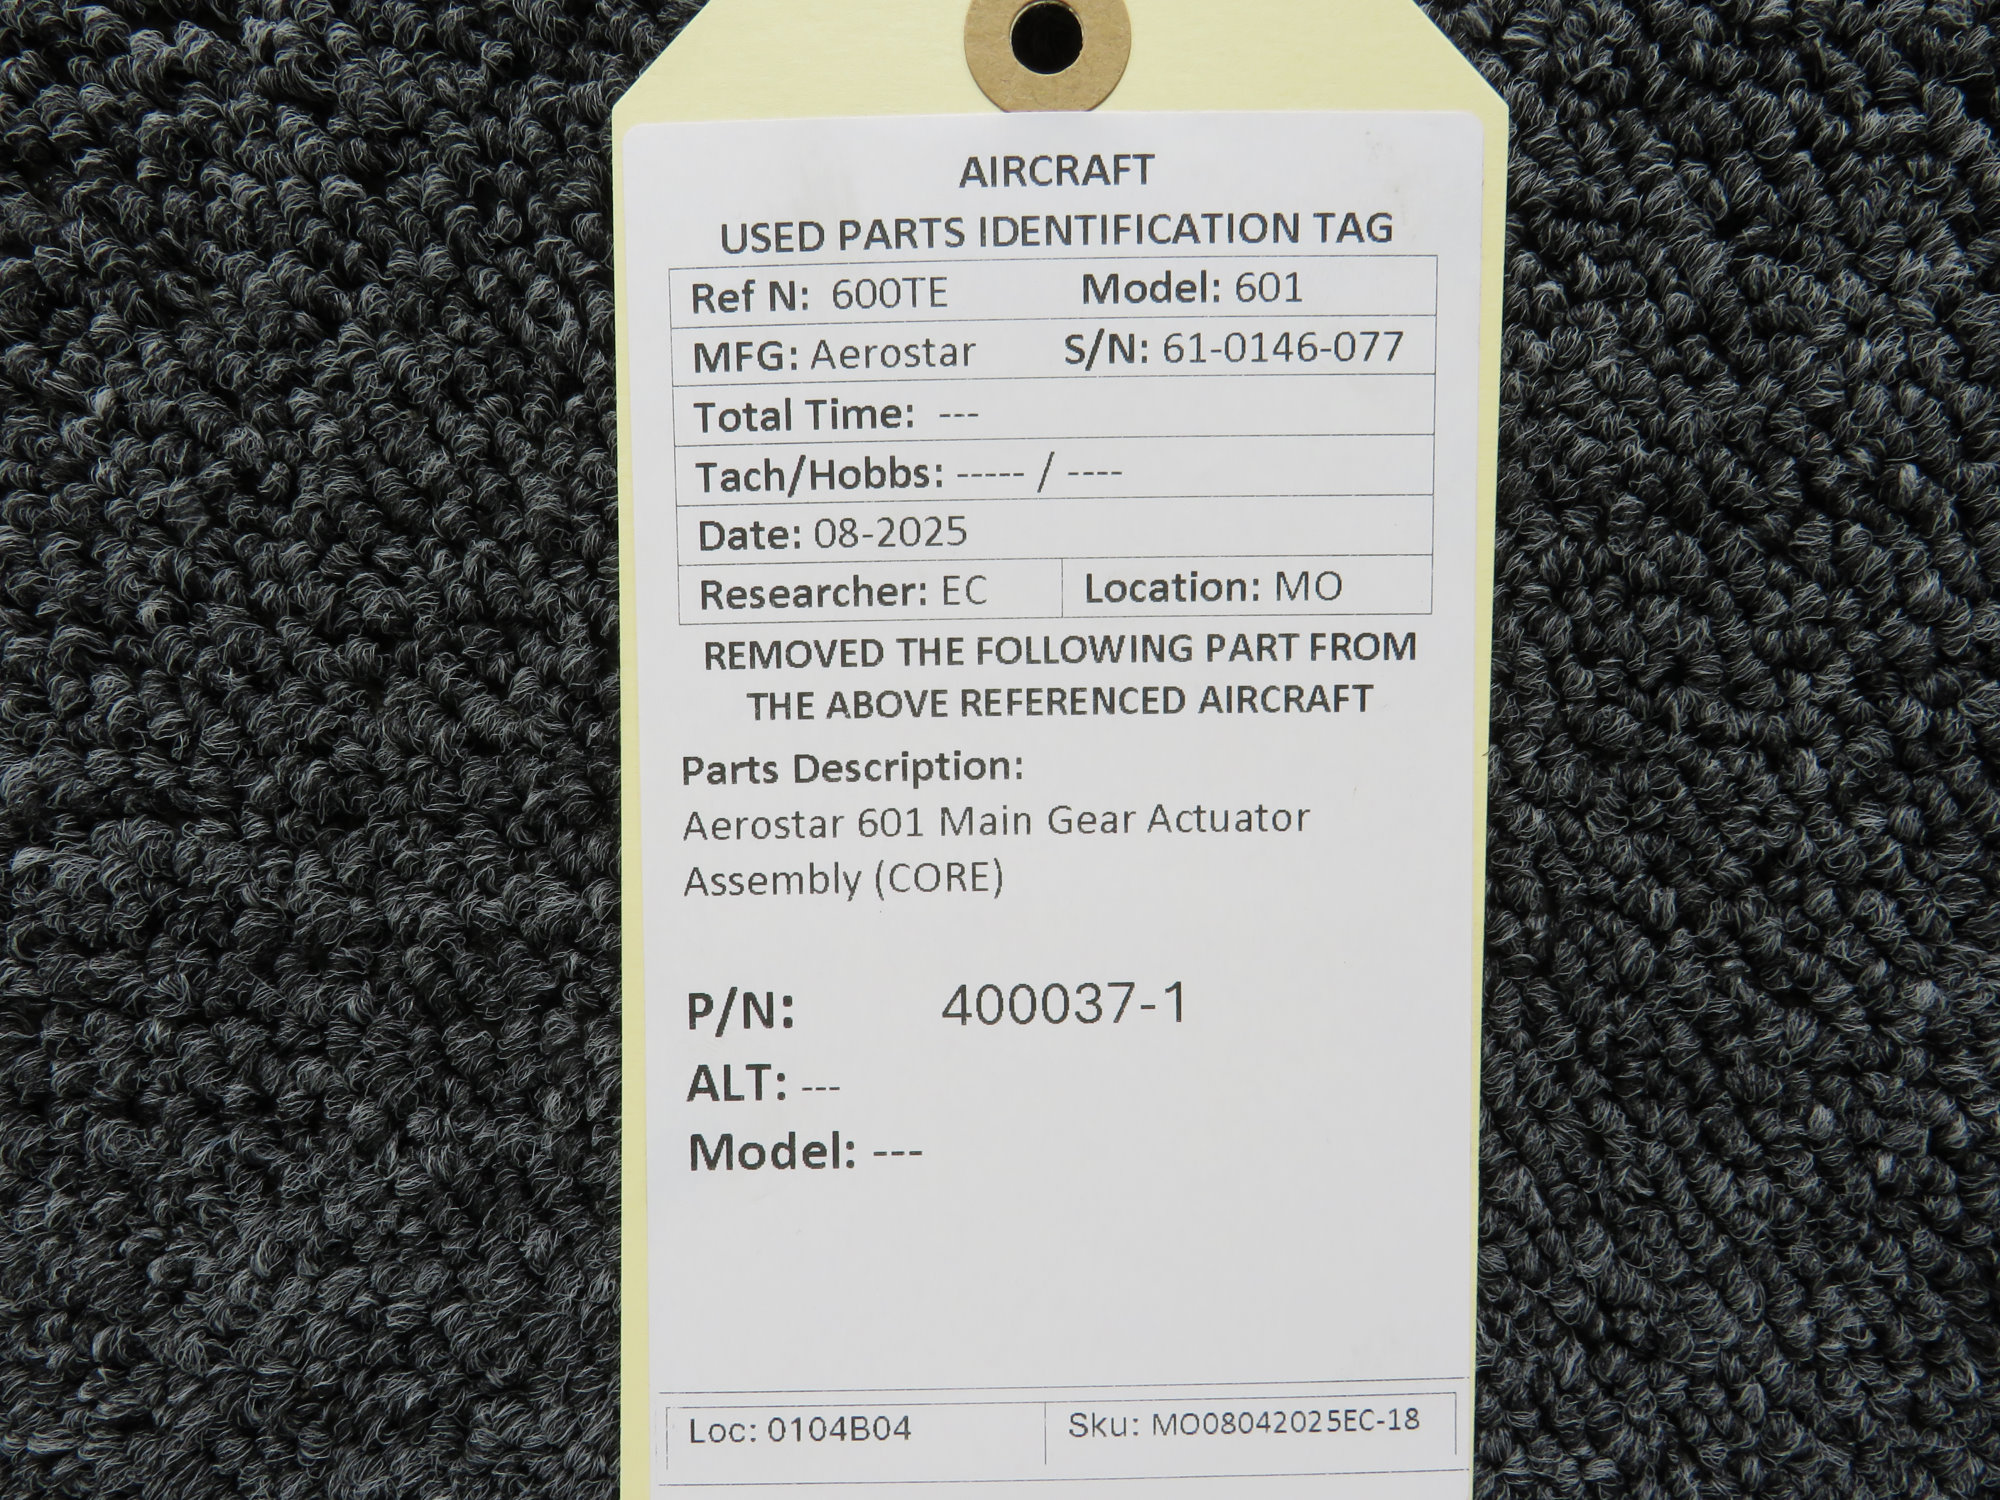 AIRCRAFT
USED PARTS IDENTIFICATION TAG
Ref N: 600TE Model: 601
MFG: Aerostar S/N: 61-0146-077
Total Time: ---
Tach/Hobbs: ----- / ----
Date: 08-2025
Researcher: EC Location: MO
REMOVED THE FOLLOWING PART FROM
THE ABOVE REFERENCED AIRCRAFT
Parts Description:
Aerostar 601 Main Gear Actuator
Assembly (CORE)
P/N: 400037-1
ALT: ---
Model: ---
Loc: 0104B04 Sku: MO08042025EC-18